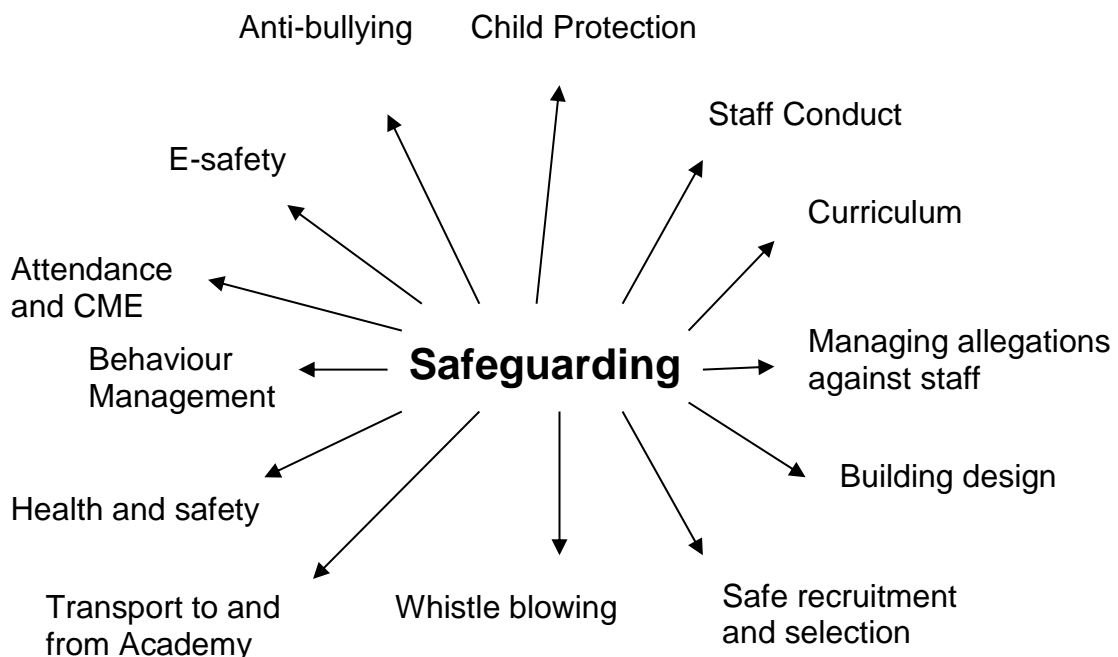 Anti-bullying
Child Protection
Staff Conduct
E-safety
Curriculum
Attendance
and CME
Safeguarding
Behaviour
Management
Managing allegations
against staff
Building design
Health and safety
Transport to and
from Academy
Whistle blowing
Safe recruitment
and selection